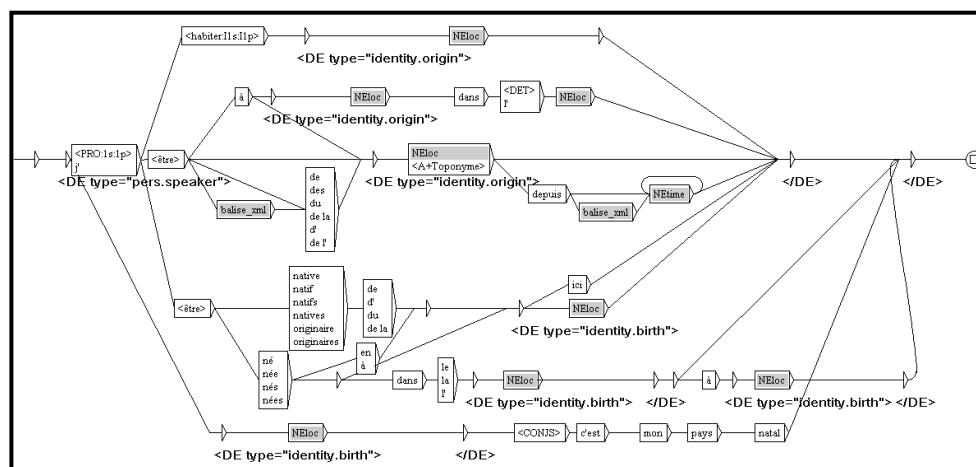 <habiter:I1s:I1p>
NEloc
<DE type="identity.origin">
à
NEloc
dans
<DET>
l'
NEloc
<DE type="identity.origin">
<PRO:1s:1p>
j'
<être>
NEloc
<A+Toponyme>
<DE type="pers.speaker">
<DE type="identity.origin">
</DE>
</DE>
balise_xml
de
des
du
de la
d'
de l'
depuis
NEtime
balise_xml
<être>
native
natif
natifs
natives
originaire
originaires
de
d'
du
de la
ici
NEloc
<DE type="identity.birth">
né
née
nés
nées
en
à
dans
le
la
l'
NEloc
à
NEloc
<DE type="identity.birth">
</DE>
<DE type="identity.birth">
</DE>
NEloc
<CONJS>
c'est
mon
pays
natal
<DE type="identity.birth">
</DE>